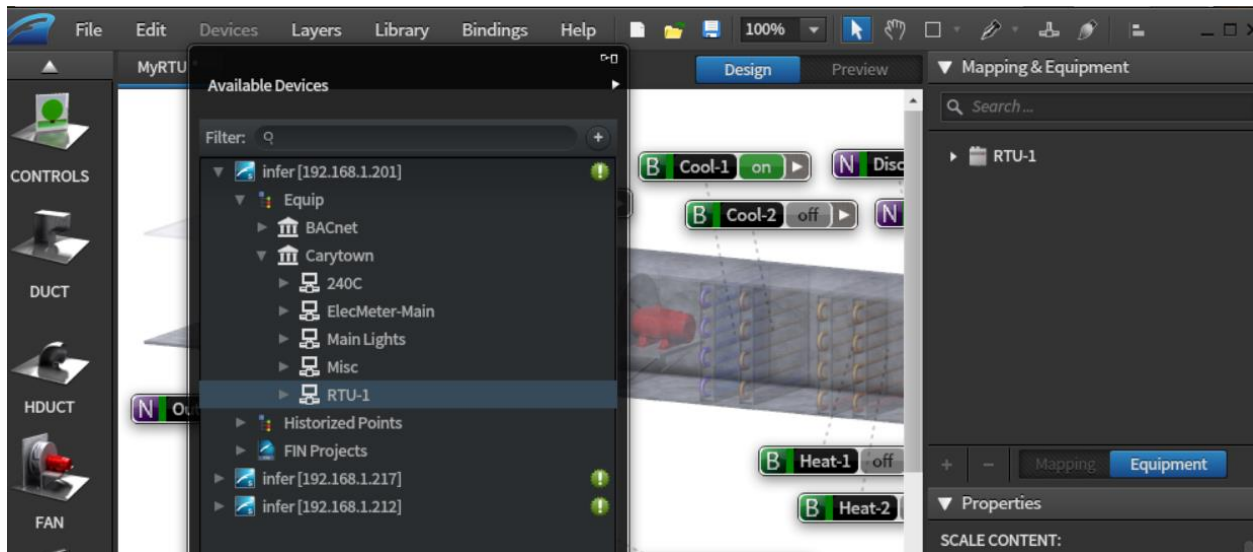 File Edit Devices Layers Library Bindings Help 100%
MyRTU
Design Preview
Available Devices
Filter:
infer [192.168.1.201]
Equip
BACnet
Carytown
240C
ElecMeter-Main
Main Lights
Misc
RTU-1
Historized Points
FIN Projects
infer [192.168.1.217]
infer [192.168.1.212]
CONTROLS
DUCT
HDUCT
FAN
B Cool-1 on
N Disc
B Cool-2 off
N
N Ou
B Heat-1 off
B Heat-2
Mapping & Equipment
Search ...
RTU-1
Mapping Equipment
Properties
SCALE CONTENT: